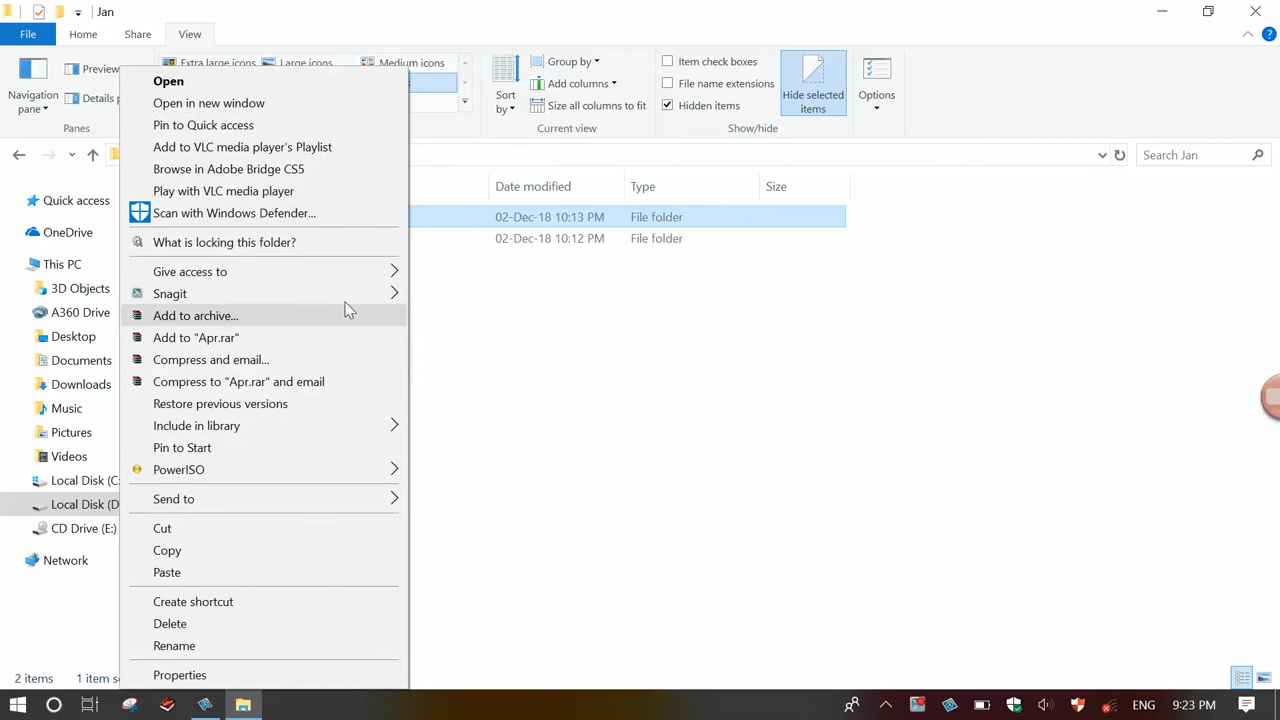 Jan
File
Home
Share
View
Navigation
pane
Preview
Details p
Panes
Extra large icons
Large icons
Medium icons
Sort
by
Group by
Add columns
Size all columns to fit
Current view
Item check boxes
File name extensions
Hidden items
Hide selected
items
Show/hide
Options
Search Jan
Date modified
Type
Size
02-Dec-18 10:13 PM
File folder
02-Dec-18 10:12 PM
File folder
Quick access
OneDrive
This PC
3D Objects
A360 Drive
Desktop
Documents
Downloads
Music
Pictures
Videos
Local Disk (C:
Local Disk (D
CD Drive (E:)
Network
Open
Open in new window
Pin to Quick access
Add to VLC media player's Playlist
Browse in Adobe Bridge CS5
Play with VLC media player
Scan with Windows Defender...
What is locking this folder?
Give access to
Snagit
Add to archive...
Add to "Apr.rar"
Compress and email...
Compress to "Apr.rar" and email
Restore previous versions
Include in library
Pin to Start
PowerISO
Send to
Cut
Copy
Paste
Create shortcut
Delete
Rename
Properties
2 items
1 item se
ENG
9:23 PM